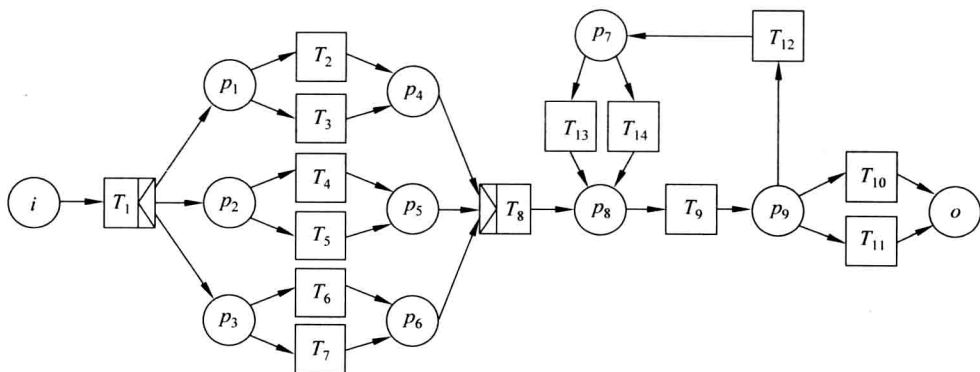 p₇
T₁₂
T₂
p₁
p₄
T₃
T₁₃
T₁₄
T₄
i
T₁
p₂
p₅
T₈
p₈
T₉
p₉
T₁₀
o
T₅
T₁₁
T₆
p₃
p₆
T₇